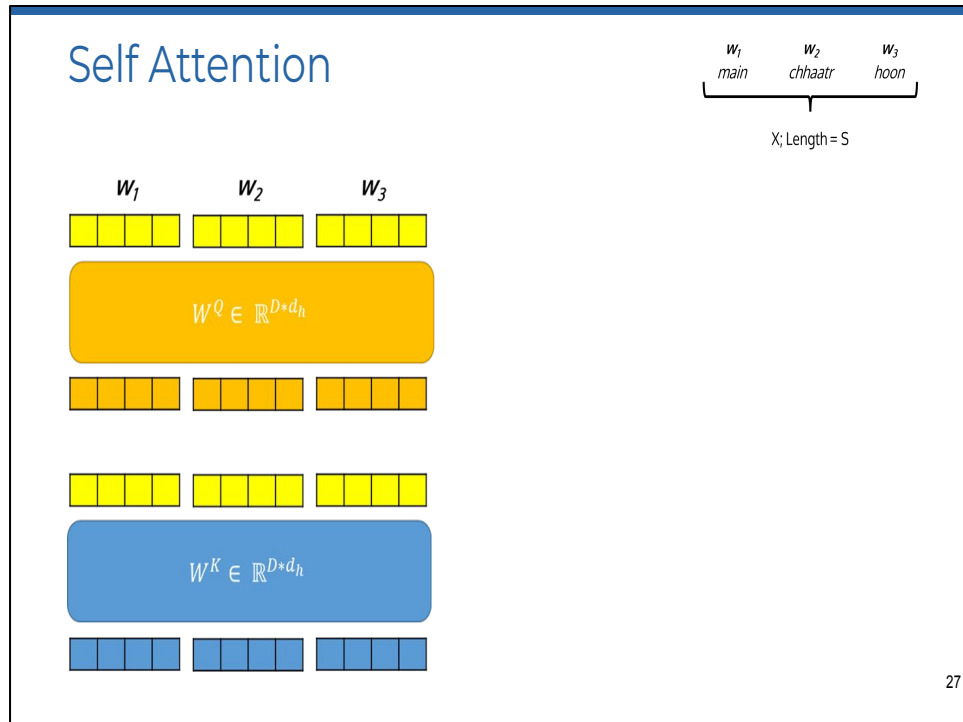 Self Attention
w₁ w₂ w₃
main chhaatr hoon
X; Length = S
w₁ w₂ w₃
W^Q ∈ ℝ^{D*d_h}
W^K ∈ ℝ^{D*d_h}
27